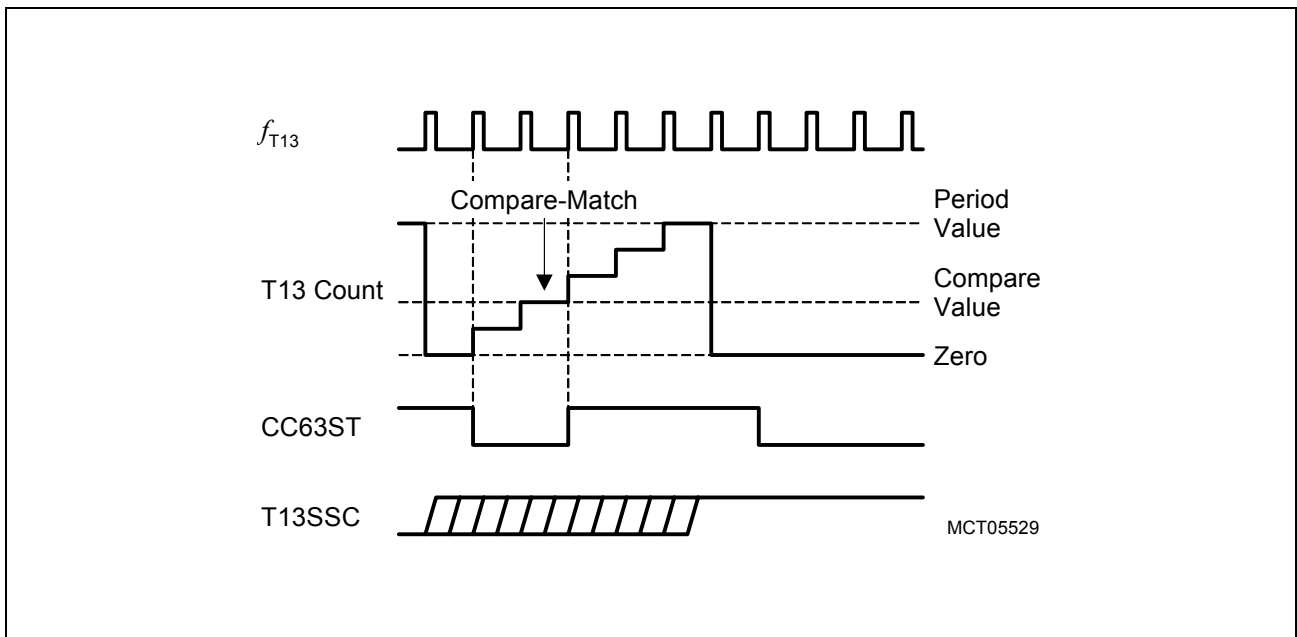 fT13
Compare-Match
Period
Value
T13 Count
Compare
Value
Zero
CC63ST
T13SSC
MCT05529